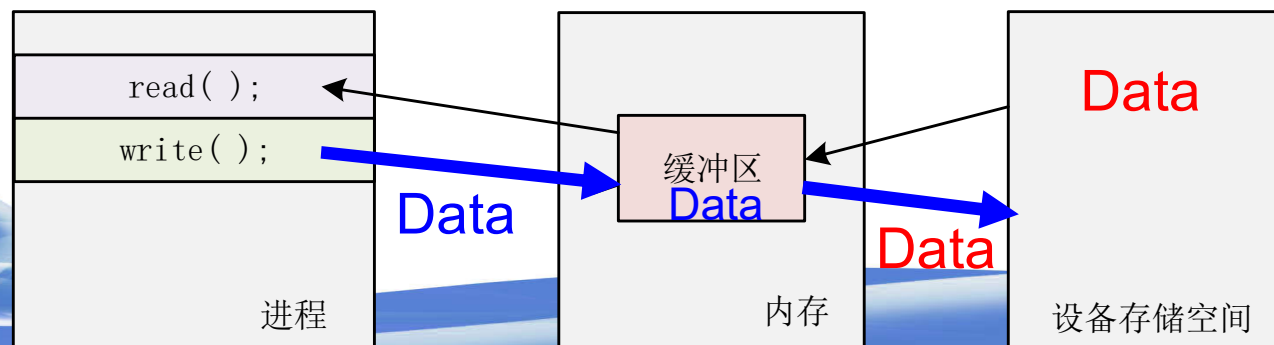 read( );
write( );
Data
进程
缓冲区
Data
内存
Data
Data
设备存储空间